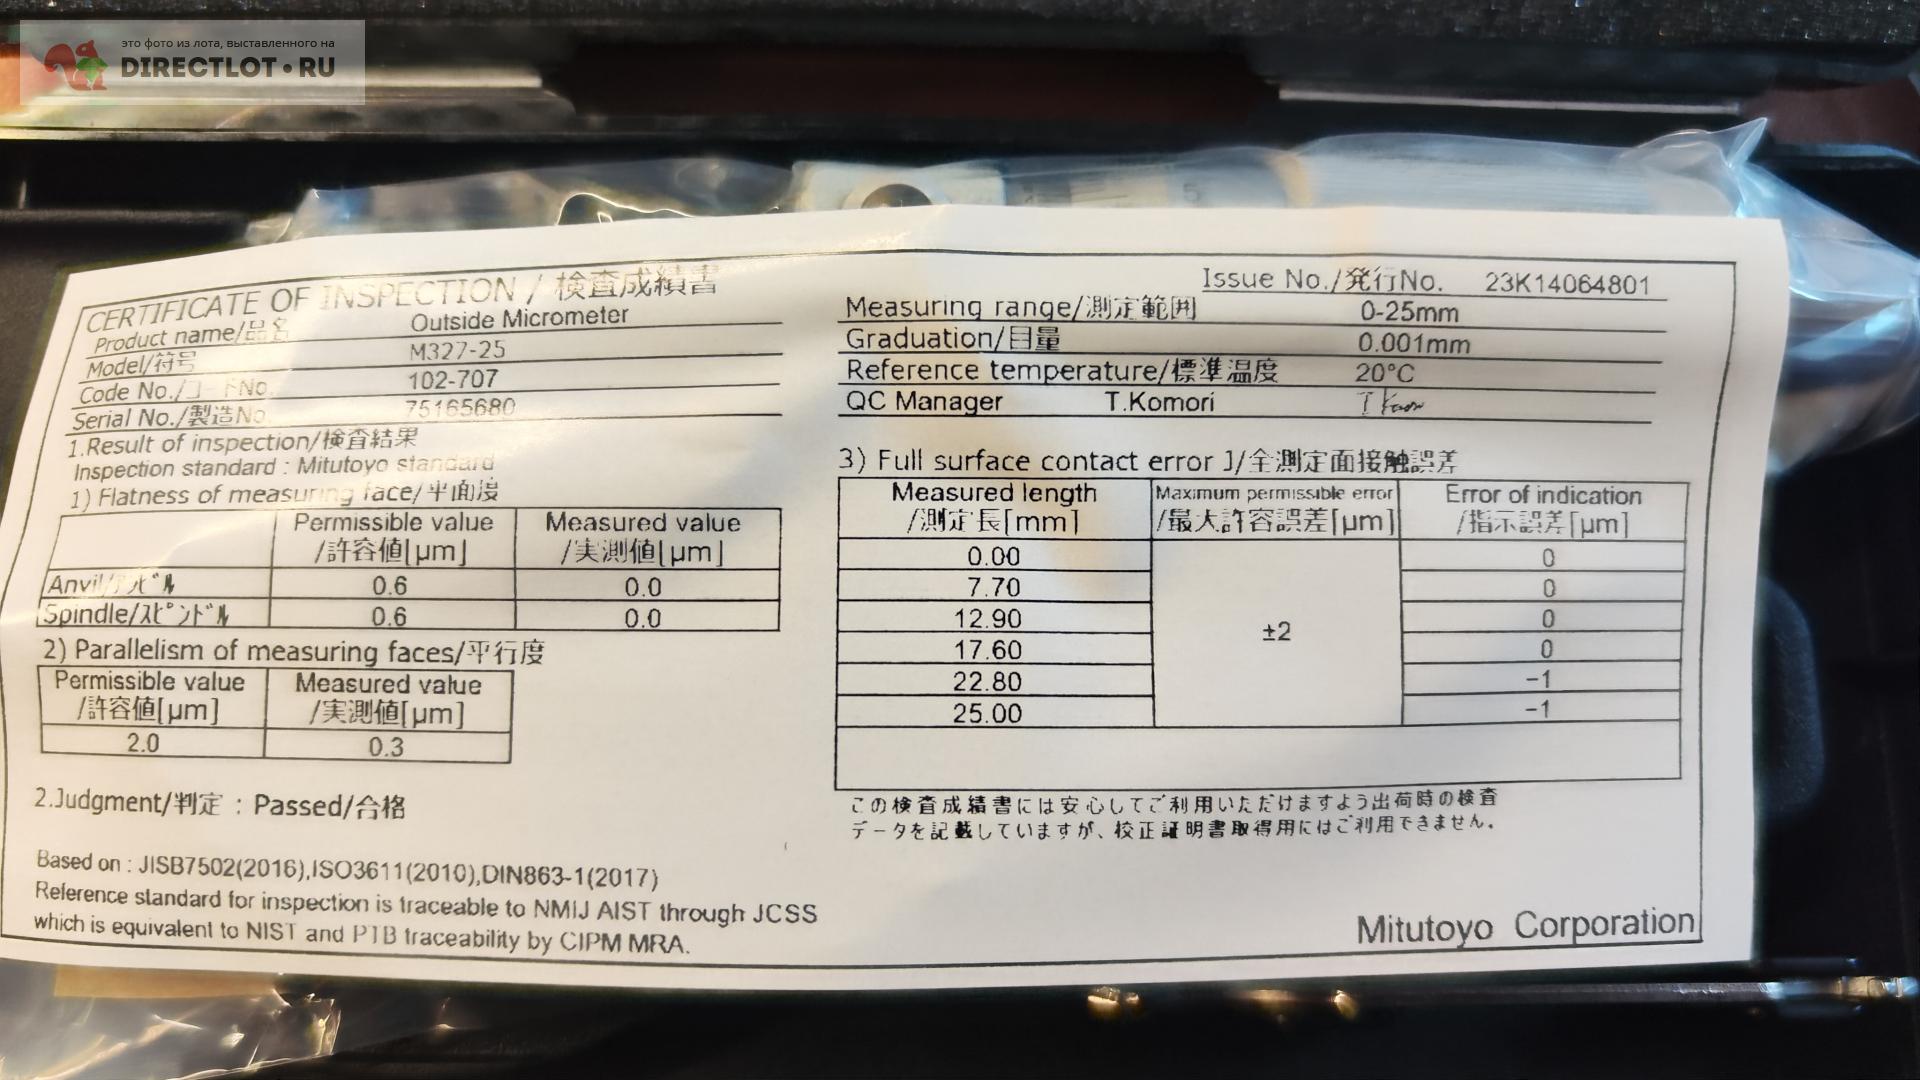 это фото из лота, выставленного на
DIRECTLOT•RU
CERTIFICATE OF INSPECTION / 検査成績書
Product name/品名 Outside Micrometer
Model/符号 M327-25
Code No./コードNo. 102-707
Serial No./製造No. 75165680
1.Result of inspection/検査結果
Inspection standard : Mitutoyo standard
1) Flatness of measuring face/平面度
Permissible value Measured value
/許容値[μm] /実測値[μm]
Anvil/アンビル 0.6 0.0
Spindle/スピンドル 0.6 0.0
2) Parallelism of measuring faces/平行度
Permissible value Measured value
/許容値[μm] /実測値[μm]
2.0 0.3
2.Judgment/判定 : Passed/合格
Based on : JISB7502(2016),ISO3611(2010),DIN863-1(2017)
Reference standard for inspection is traceable to NMIJ AIST through JCSS
which is equivalent to NIST and PTB traceability by CIPM MRA.
Issue No./発行No. 23K14064801
Measuring range/測定範囲 0-25mm
Graduation/目量 0.001mm
Reference temperature/標準温度 20°C
QC Manager T.Komori
3) Full surface contact error J/全測定面接触誤差
Measured length Maximum permissible error Error of indication
/測定長[mm] /最大許容誤差[μm] /指示誤差[μm]
0.00 0
7.70 0
12.90 0
±2
17.60 0
22.80 −1
25.00 −1
この検査成績書には安心してご利用いただけますよう出荷時の検査
データを記載していますが、校正証明書取得用にはご利用できません。
Mitutoyo Corporation
5